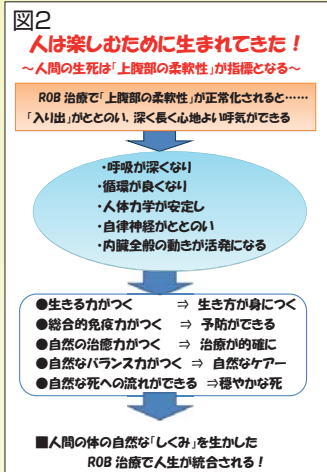 図2
人は楽しむために生まれてきた！
～人間の生死は「上腹部の柔軟性」が指標となる～
ROB 治療で「上腹部の柔軟性」が正常化されると……
「入り出」がととのい、深く長く心地よい呼気ができる
・呼吸が深くなり
・循環が良くなり
・人体力学が安定し
・自律神経がととのい
・内臓全般の動きが活発になる
●生きる力がつく ⇒ 生き方が身につく
●総合的免疫力がつく ⇒ 予防ができる
●自然の治癒力がつく ⇒ 治療が的確に
●自然なバランス力がつく ⇒ 自然なケアー
●自然な死への流れができる ⇒穏やかな死
■人間の体の自然な「しくみ」を生かした
ROB 治療で人生が統合される！